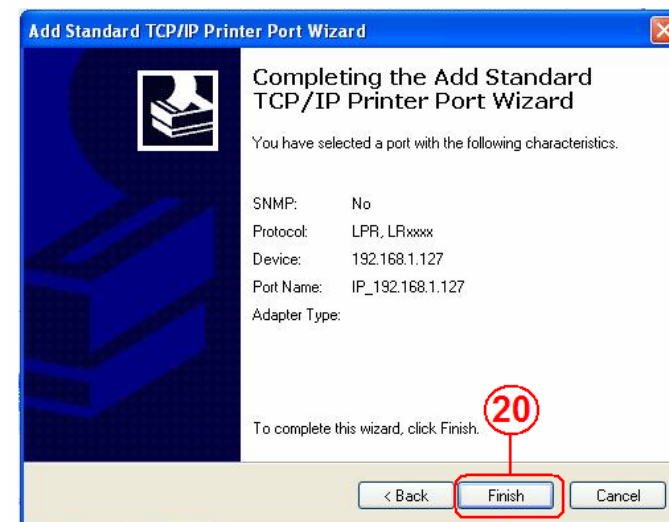 Add Standard TCP/IP Printer Port Wizard
Completing the Add Standard
TCP/IP Printer Port Wizard
You have selected a port with the following characteristics.
SNMP: No
Protocol: LPR, LRxxxx
Device: 192.168.1.127
Port Name: IP_192.168.1.127
Adapter Type:
20
To complete this wizard, click Finish.
< Back Finish Cancel